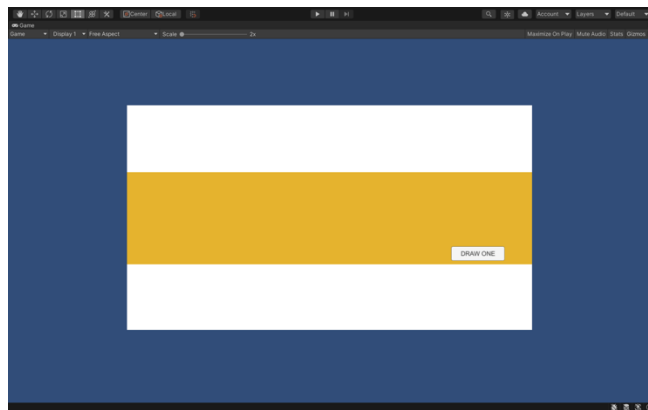 Center Local Account Layers Default
Game
Game Display 1 Free Aspect Scale 2x Maximize On Play Mute Audio Stats Gizmos
DRAW ONE